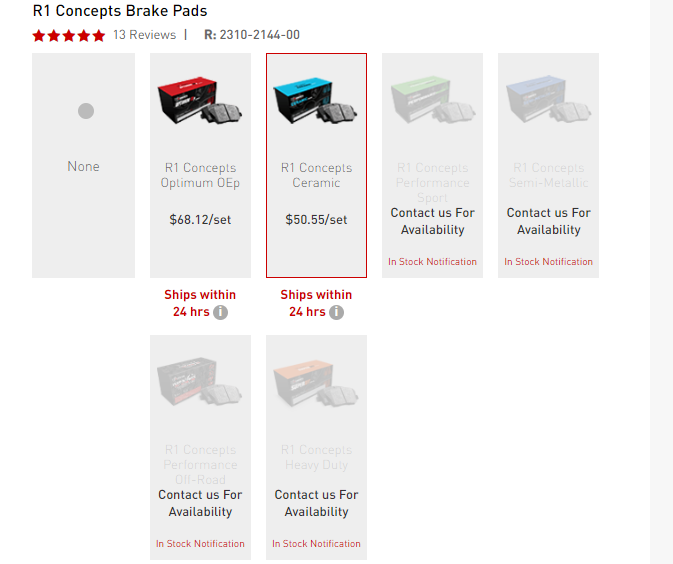 R1 Concepts Brake Pads
13 Reviews | R: 2310-2144-00
None
R1 Concepts
Optimum OEp
$68.12/set
Ships within
24 hrs i
R1 Concepts
Ceramic
$50.55/set
Ships within
24 hrs i
R1 Concepts
Performance
Sport
Contact us For
Availability
In Stock Notification
R1 Concepts
Semi-Metallic
Contact us For
Availability
In Stock Notification
R1 Concepts
Performance
Off-Road
Contact us For
Availability
In Stock Notification
R1 Concepts
Heavy Duty
Contact us For
Availability
In Stock Notification